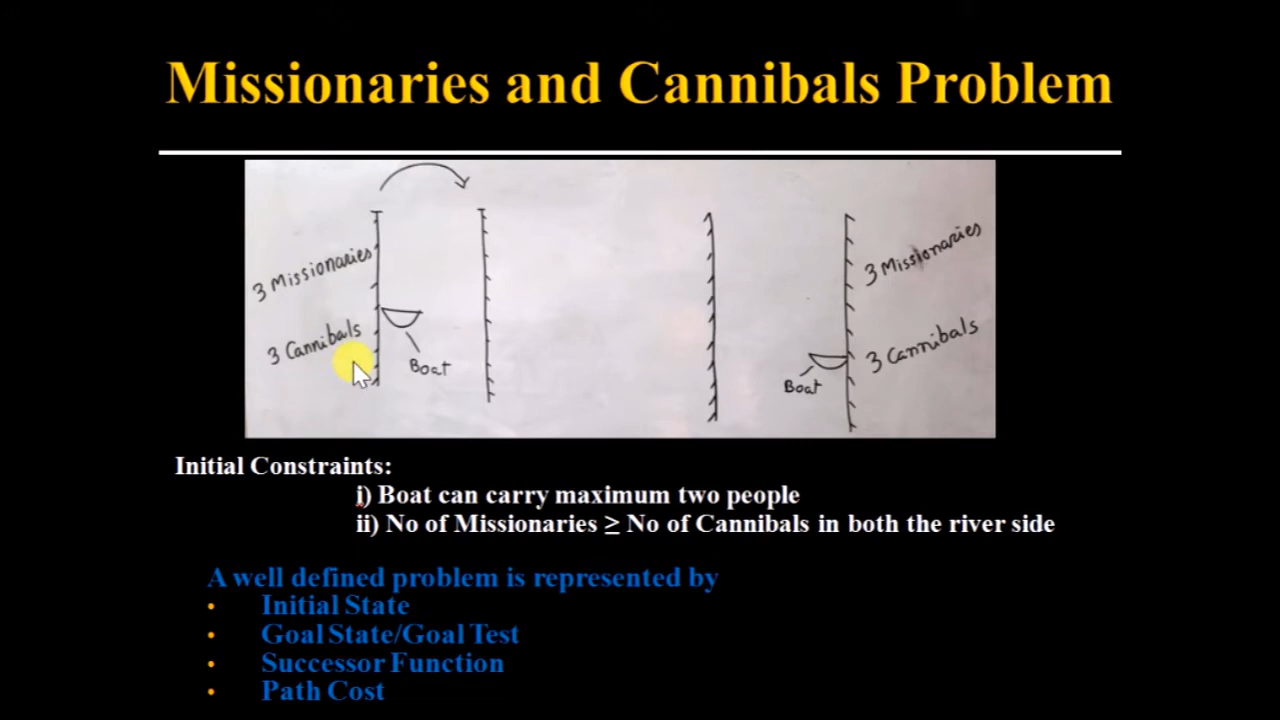 Missionaries and Cannibals Problem
3 Missionaries
3 Cannibals
Boat
3 Missionaries
3 Cannibals
Boat
Initial Constraints:
i) Boat can carry maximum two people
ii) No of Missionaries ≥ No of Cannibals in both the river side
A well defined problem is represented by
• Initial State
• Goal State/Goal Test
• Successor Function
• Path Cost